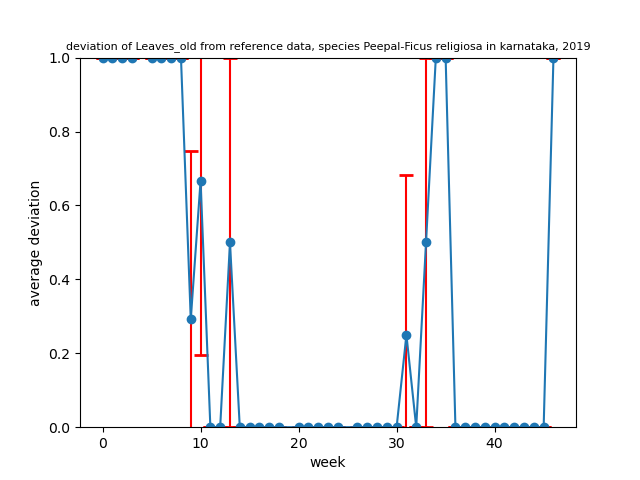 deviation of Leaves_old from reference data, species Peepal-Ficus religiosa in karnataka, 2019
1.0
0.8
0.6
0.4
0.2
0.0
average deviation
0 10 20 30 40
week